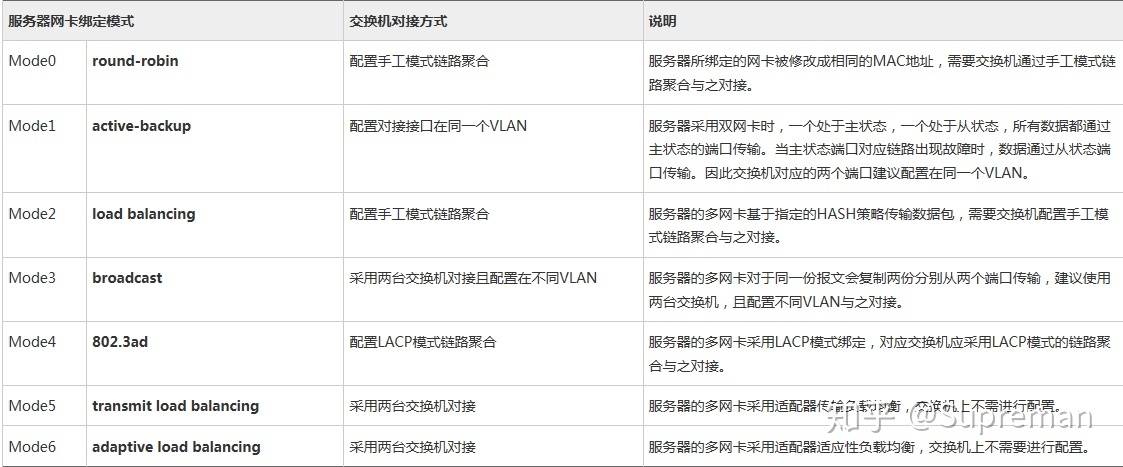 服务器网卡绑定模式 交换机对接方式 说明
Mode0 round-robin 配置手工模式链路聚合 服务器所绑定的网卡被修改成相同的MAC地址，需要交换机通过手工模式链
路聚合与之对接。
Mode1 active-backup 配置对接接口在同一个VLAN 服务器采用双网卡时，一个处于主状态，一个处于从状态，所有数据都通过
主状态的端口传输。当主状态端口对应链路出现故障时，数据通过从状态端
口传输。因此交换机对应的两个端口建议配置在同一个VLAN。
Mode2 load balancing 配置手工模式链路聚合 服务器的多网卡基于指定的HASH策略传输数据包，需要交换机配置手工模
式链路聚合与之对接。
Mode3 broadcast 采用两台交换机对接且配置在不同VLAN 服务器的多网卡对于同一份报文会复制两份分别从两个端口传输，建议使用
两台交换机，且配置不同VLAN与之对接。
Mode4 802.3ad 配置LACP模式链路聚合 服务器的多网卡采用LACP模式绑定，对应交换机应采用LACP模式的链路聚
合与之对接。
Mode5 transmit load balancing 采用两台交换机对接 服务器的多网卡采用适配器传输负载均衡，交换机上不需进行配置。
知乎 @Supreman
Mode6 adaptive load balancing 采用两台交换机对接 服务器的多网卡采用适配器适应性负载均衡，交换机上不需要进行配置。